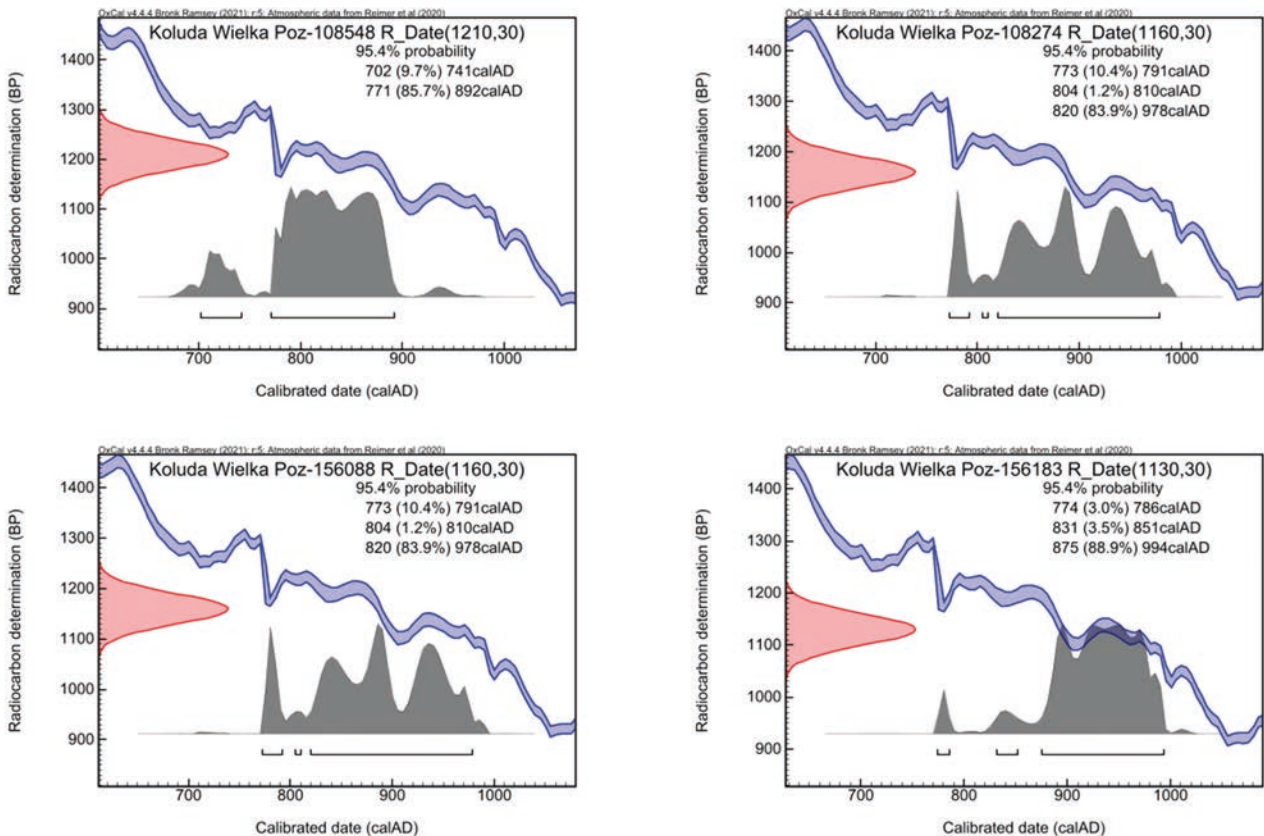 OxCal v4.4.4 Bronk Ramsey (2021); r:5; Atmospheric data from Reimer et al (2020)
Koluda Wielka Poz-108548 R_Date(1210,30)
95.4% probability
702 (9.7%) 741calAD
771 (85.7%) 892calAD
Radiocarbon determination (BP)
1400
1300
1200
1100
1000
900
700 800 900 1000
Calibrated date (calAD)
OxCal v4.4.4 Bronk Ramsey (2021); r:5; Atmospheric data from Reimer et al (2020)
Koluda Wielka Poz-108274 R_Date(1160,30)
95.4% probability
773 (10.4%) 791calAD
804 (1.2%) 810calAD
820 (83.9%) 978calAD
Radiocarbon determination (BP)
1400
1300
1200
1100
1000
900
700 800 900 1000
Calibrated date (calAD)
OxCal v4.4.4 Bronk Ramsey (2021); r:5; Atmospheric data from Reimer et al (2020)
Koluda Wielka Poz-156088 R_Date(1160,30)
95.4% probability
773 (10.4%) 791calAD
804 (1.2%) 810calAD
820 (83.9%) 978calAD
Radiocarbon determination (BP)
1400
1300
1200
1100
1000
900
700 800 900 1000
Calibrated date (calAD)
OxCal v4.4.4 Bronk Ramsey (2021); r:5; Atmospheric data from Reimer et al (2020)
Koluda Wielka Poz-156183 R_Date(1130,30)
95.4% probability
774 (3.0%) 786calAD
831 (3.5%) 851calAD
875 (88.9%) 994calAD
Radiocarbon determination (BP)
1400
1300
1200
1100
1000
900
700 800 900 1000
Calibrated date (calAD)